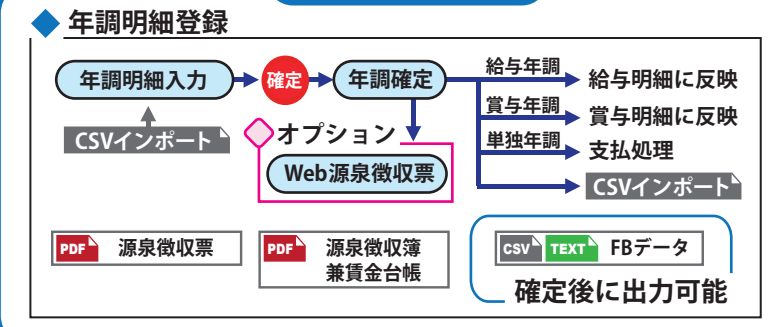 年調明細登録
年調明細入力
確定
年調確定
給与年調
給与明細に反映
賞与年調
賞与明細に反映
単独年調
支払処理
CSVインポート
CSVインポート
オプション
Web源泉徴収票
PDF 源泉徴収票
PDF 源泉徴収簿
兼賃金台帳
CSV TEXT FBデータ
確定後に出力可能